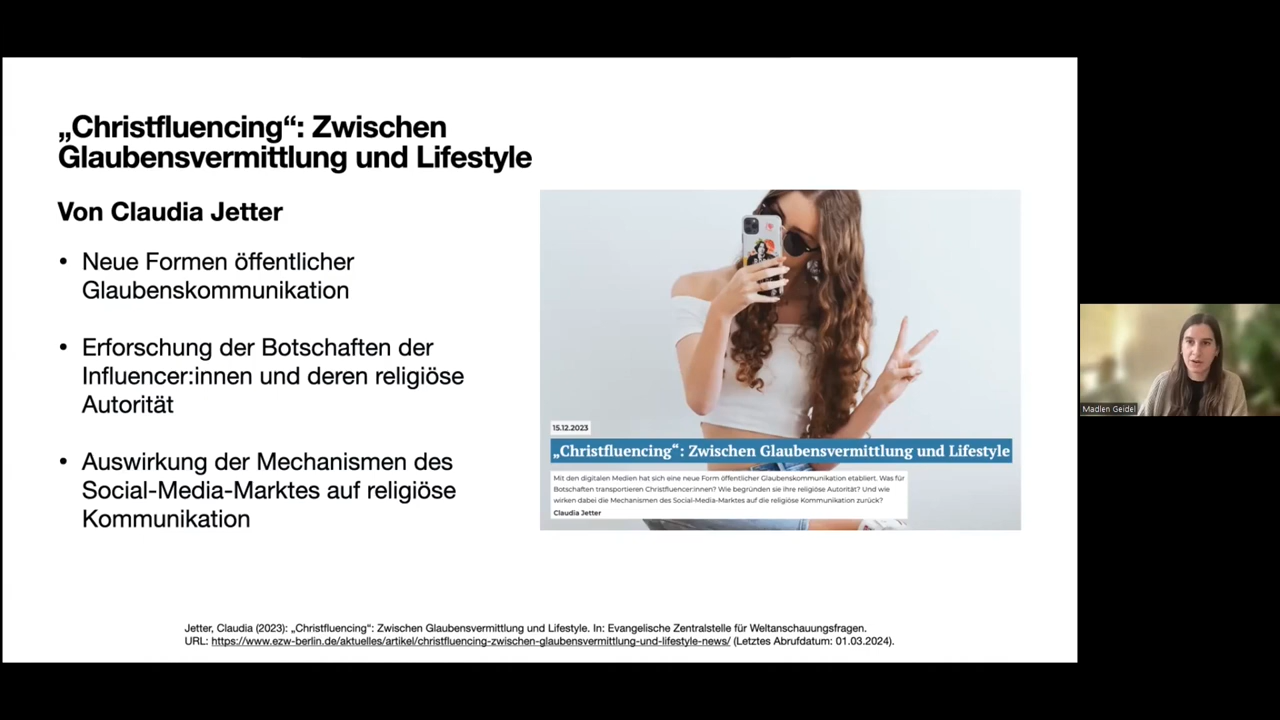 „Christfluencing“: Zwischen
Glaubensvermittlung und Lifestyle
Von Claudia Jetter
• Neue Formen öffentlicher
Glaubenskommunikation
• Erforschung der Botschaften der
Influencer:innen und deren religiöse
Autorität
• Auswirkung der Mechanismen des
Social-Media-Marktes auf religiöse
Kommunikation
15.12.2023
„Christfluencing“: Zwischen Glaubensvermittlung und Lifestyle
Mit den digitalen Medien hat sich eine neue Form öffentlicher Glaubenskommunikation etabliert. Was für
Botschaften transportieren Christfluencer:innen? Wie begründen sie ihre religiöse Autorität? Und wie
wirken dabei die Mechanismen des Social-Media-Marktes auf die religiöse Kommunikation zurück?
Claudia Jetter
Jetter, Claudia (2023): „Christfluencing“: Zwischen Glaubensvermittlung und Lifestyle. In: Evangelische Zentralstelle für Weltanschauungsfragen.
URL: https://www.ezw-berlin.de/aktuelles/artikel/christfluencing-zwischen-glaubensvermittlung-und-lifestyle-news/ (Letztes Abrufdatum: 01.03.2024).
Madlen Geidel